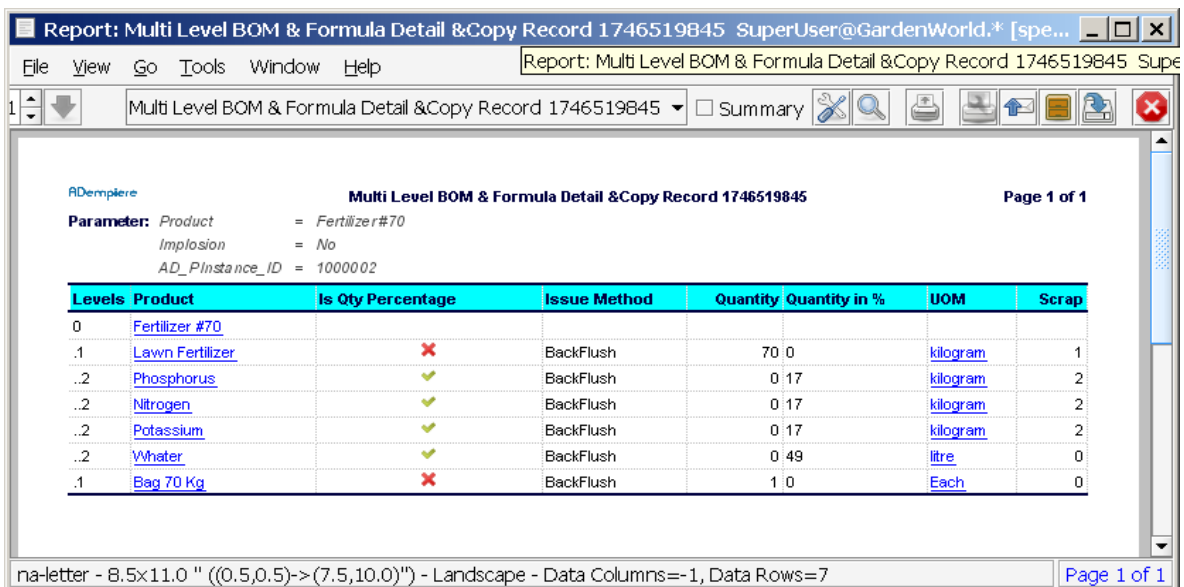 Report: Multi Level BOM & Formula Detail &Copy Record 1746519845 SuperUser@GardenWorld.* [spe...
File View Go Tools Window Help
Report: Multi Level BOM & Formula Detail &Copy Record 1746519845 Supe
1 Multi Level BOM & Formula Detail &Copy Record 1746519845 Summary
ADempiere Multi Level BOM & Formula Detail &Copy Record 1746519845 Page 1 of 1
Parameter: Product = Fertilizer#70
Implosion = No
AD_PInstance_ID = 1000002
Levels Product Is Qty Percentage Issue Method Quantity Quantity in % UOM Scrap
0 Fertilizer #70
.1 Lawn Fertilizer BackFlush 70 0 kilogram 1
..2 Phosphorus BackFlush 0 17 kilogram 2
..2 Nitrogen BackFlush 0 17 kilogram 2
..2 Potassium BackFlush 0 17 kilogram 2
..2 Whater BackFlush 0 49 litre 0
.1 Bag 70 Kg BackFlush 1 0 Each 0
na-letter - 8.5x11.0 " ((0.5,0.5)->(7.5,10.0)") - Landscape - Data Columns=-1, Data Rows=7 Page 1 of 1